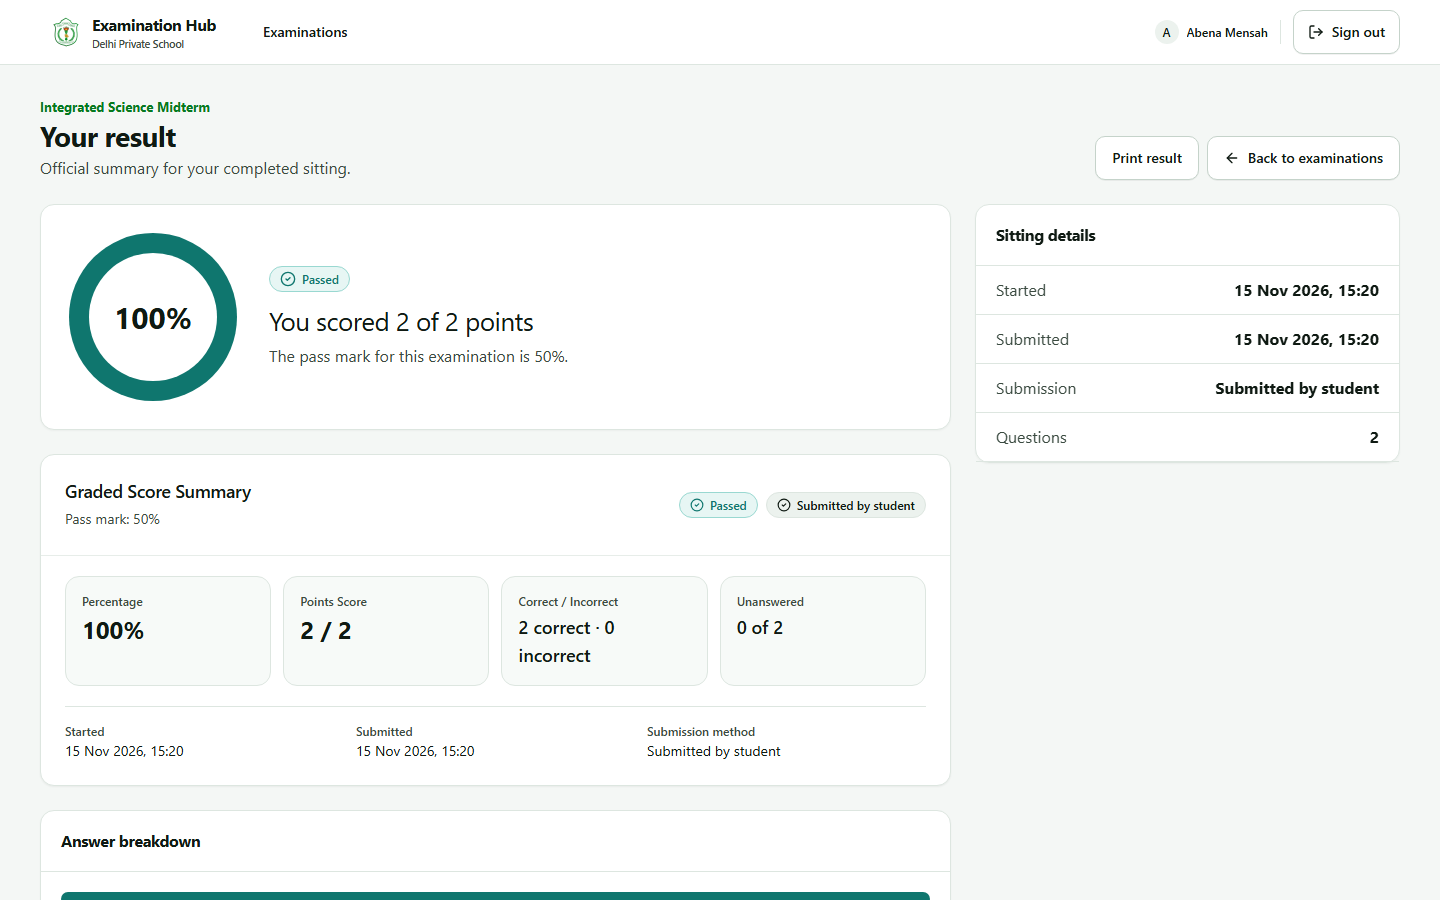 Examination Hub
Delhi Private School
Examinations
A
Abena Mensah
Sign out
Integrated Science Midterm
Your result
Official summary for your completed sitting.
Print result
Back to examinations
100%
Passed
You scored 2 of 2 points
The pass mark for this examination is 50%.
Sitting details
Started
15 Nov 2026, 15:20
Submitted
15 Nov 2026, 15:20
Submission
Submitted by student
Questions
2
Graded Score Summary
Pass mark: 50%
Passed
Submitted by student
Percentage
100%
Points Score
2 / 2
Correct / Incorrect
2 correct · 0
incorrect
Unanswered
0 of 2
Started
15 Nov 2026, 15:20
Submitted
15 Nov 2026, 15:20
Submission method
Submitted by student
Answer breakdown